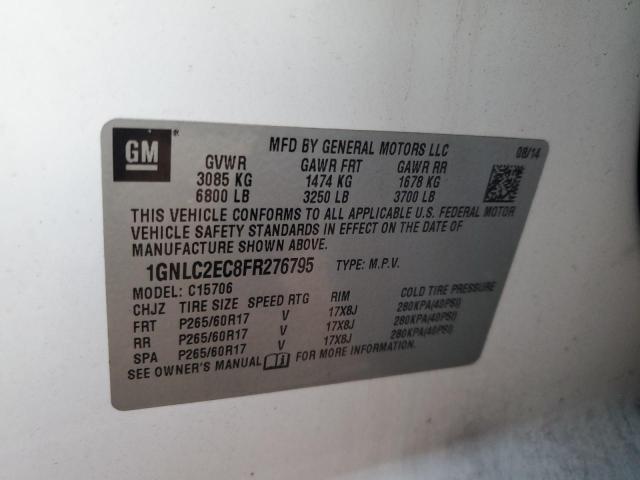 GM ®
MFD BY GENERAL MOTORS LLC 08/14
GVWR GAWR FRT GAWR RR
3085 KG 1474 KG 1678 KG
6800 LB 3250 LB 3700 LB
THIS VEHICLE CONFORMS TO ALL APPLICABLE U.S. FEDERAL MOTOR
VEHICLE SAFETY STANDARDS IN EFFECT ON THE DATE OF
MANUFACTURE SHOWN ABOVE.
1GNLC2EC8FR276795 TYPE: M.P.V.
MODEL: C15706
CHJZ TIRE SIZE SPEED RTG RIM COLD TIRE PRESSURE
FRT P265/60R17 V 17X8J 280KPA(40PSI)
RR P265/60R17 V 17X8J 280KPA(40PSI)
SPA P265/60R17 V 17X8J 280KPA(40PSI)
SEE OWNER'S MANUAL FOR MORE INFORMATION.